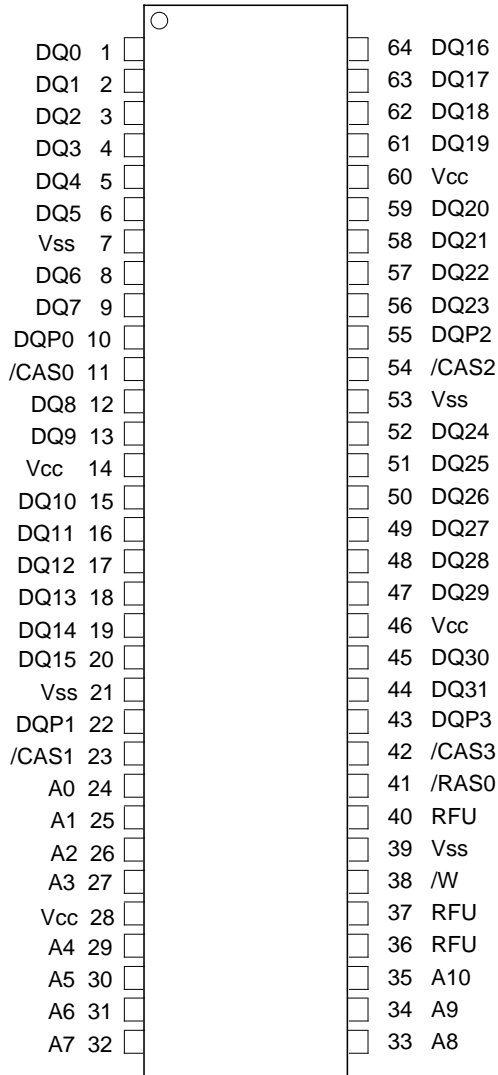 DQ0 1
DQ1 2
DQ2 3
DQ3 4
DQ4 5
DQ5 6
Vss 7
DQ6 8
DQ7 9
DQP0 10
/CAS0 11
DQ8 12
DQ9 13
Vcc 14
DQ10 15
DQ11 16
DQ12 17
DQ13 18
DQ14 19
DQ15 20
Vss 21
DQP1 22
/CAS1 23
A0 24
A1 25
A2 26
A3 27
Vcc 28
A4 29
A5 30
A6 31
A7 32
64 DQ16
63 DQ17
62 DQ18
61 DQ19
60 Vcc
59 DQ20
58 DQ21
57 DQ22
56 DQ23
55 DQP2
54 /CAS2
53 Vss
52 DQ24
51 DQ25
50 DQ26
49 DQ27
48 DQ28
47 DQ29
46 Vcc
45 DQ30
44 DQ31
43 DQP3
42 /CAS3
41 /RAS0
40 RFU
39 Vss
38 /W
37 RFU
36 RFU
35 A10
34 A9
33 A8